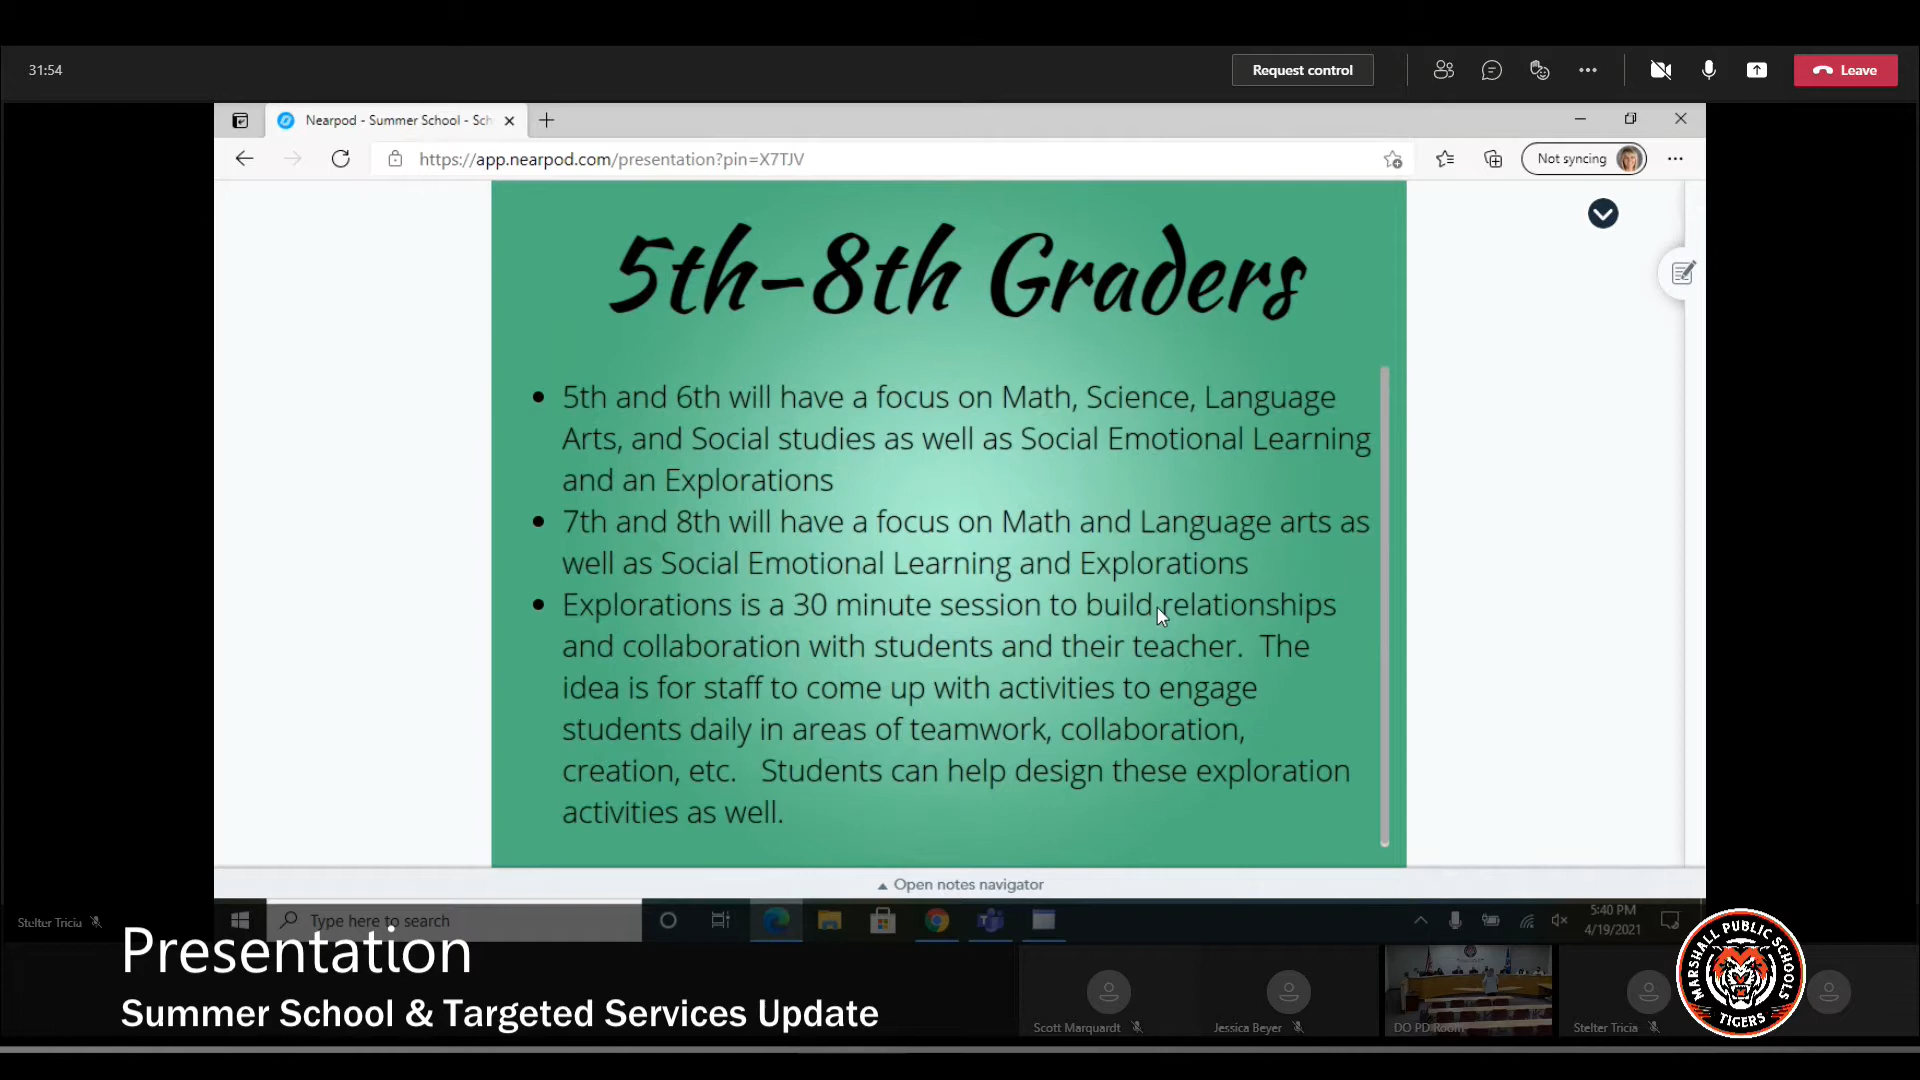 31:54
Request control
Leave
Nearpod - Summer School - Sch
https://app.nearpod.com/presentation?pin=X7TJV
Not syncing
5th-8th Graders
• 5th and 6th will have a focus on Math, Science, Language
Arts, and Social studies as well as Social Emotional Learning
and an Explorations
• 7th and 8th will have a focus on Math and Language arts as
well as Social Emotional Learning and Explorations
• Explorations is a 30 minute session to build relationships
and collaboration with students and their teacher.  The
idea is for staff to come up with activities to engage
students daily in areas of teamwork, collaboration,
creation, etc.   Students can help design these exploration
activities as well.
Open notes navigator
Stelter Tricia
Type here to search
5:40 PM
4/19/2021
Presentation
Summer School & Targeted Services Update
Scott Marquardt
Jessica Beyer
DO PD Room
Stelter Tricia
MARSHALL PUBLIC SCHOOLS
TIGERS